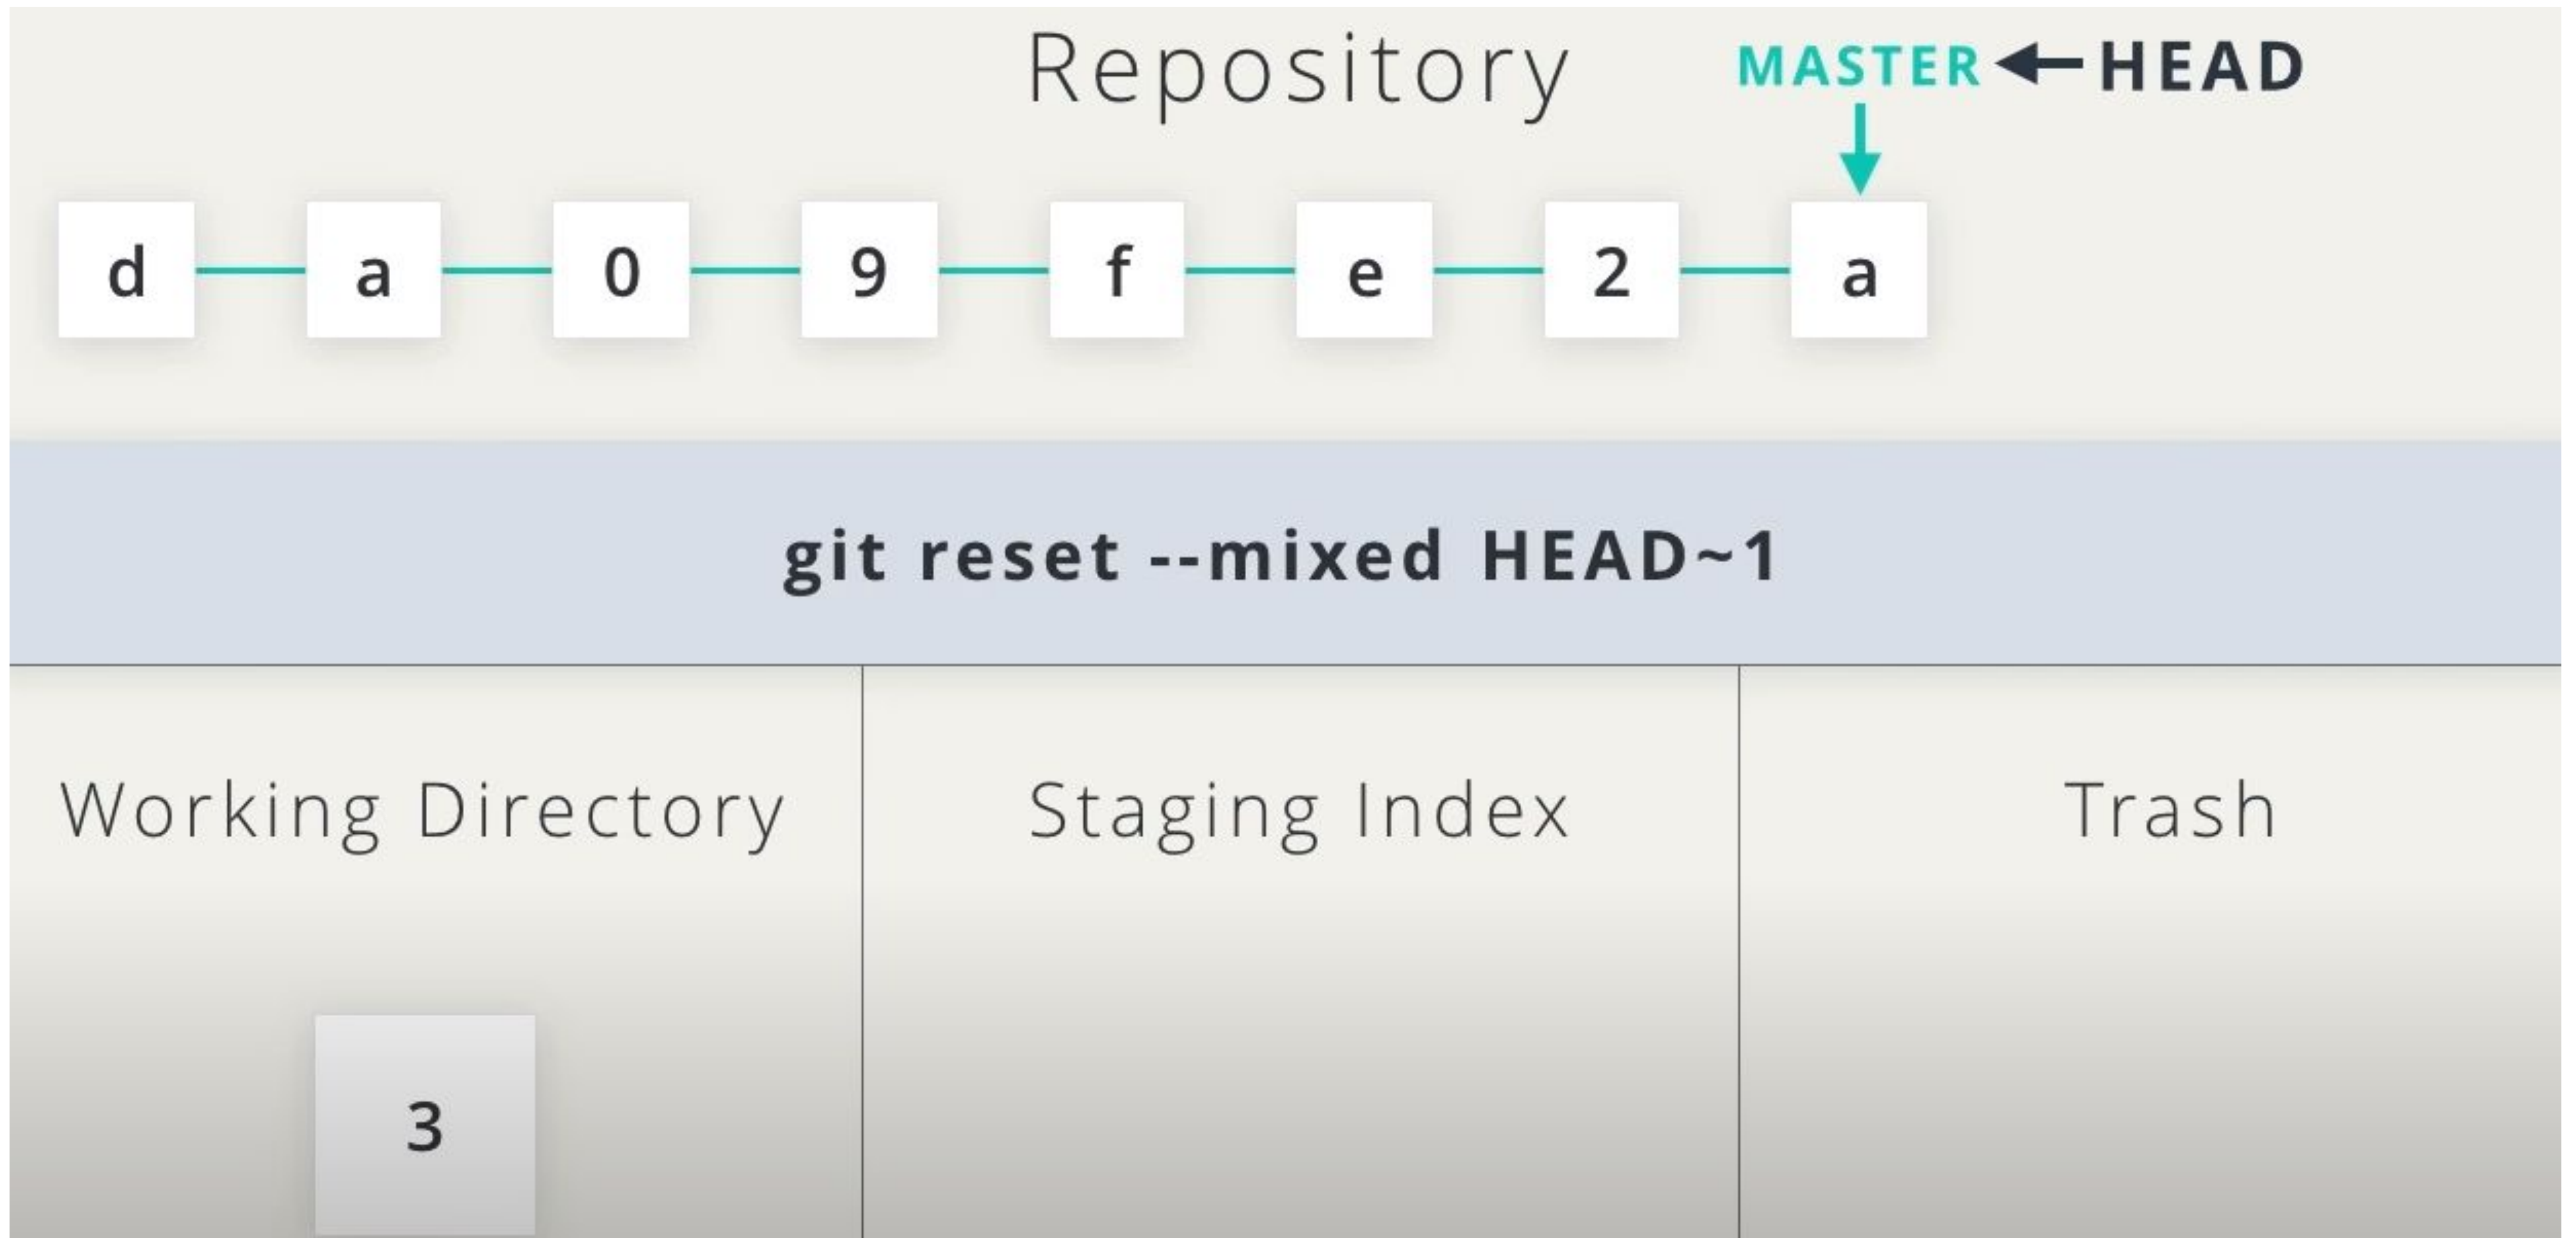 Repository
MASTER HEAD
d a 0 9 f e 2 a
git reset --mixed HEAD~1
Working Directory
Staging Index
Trash
3